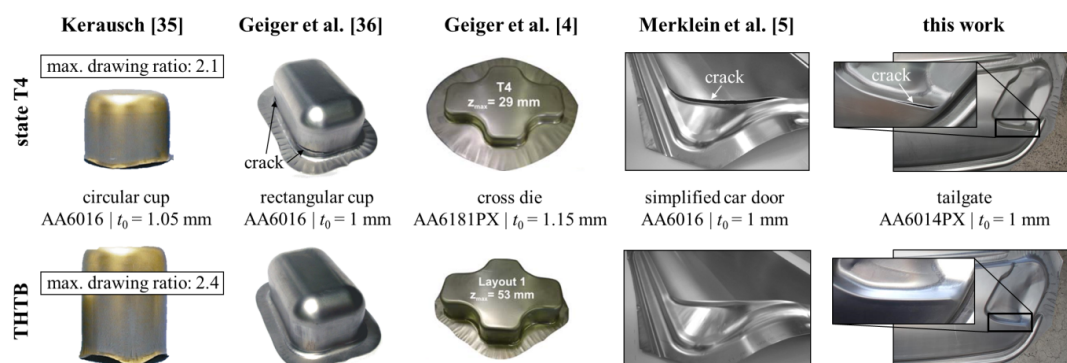 Kerausch [35] Geiger et al. [36] Geiger et al. [4] Merklein et al. [5] this work
state T4
max. drawing ratio: 2.1
crack
T4
zmax= 29 mm
crack
crack
circular cup rectangular cup cross die simplified car door tailgate
AA6016 | t0 = 1.05 mm AA6016 | t0 = 1 mm AA6181PX | t0 = 1.15 mm AA6016 | t0 = 1 mm AA6014PX | t0 = 1 mm
THTB
max. drawing ratio: 2.4
Layout 1
zmax= 53 mm